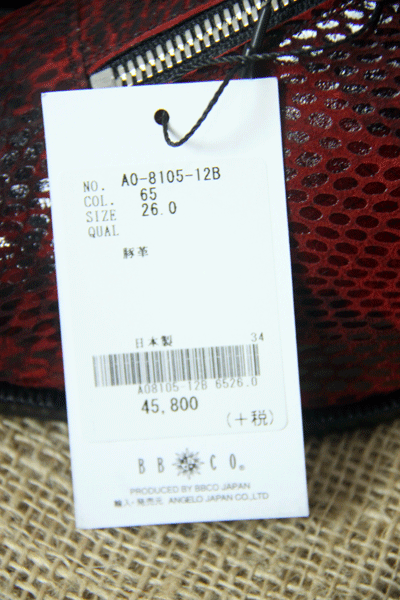 NO. AO-8105-12B
COL. 65
SIZE 26.0
QUAL
豚革
日本製 34
AO8105-12B 6526.0
45,800
(+税)
BB CO.
PRODUCED BY BBCO JAPAN
輸入・発売元 ANGELO JAPAN CO.,LTD